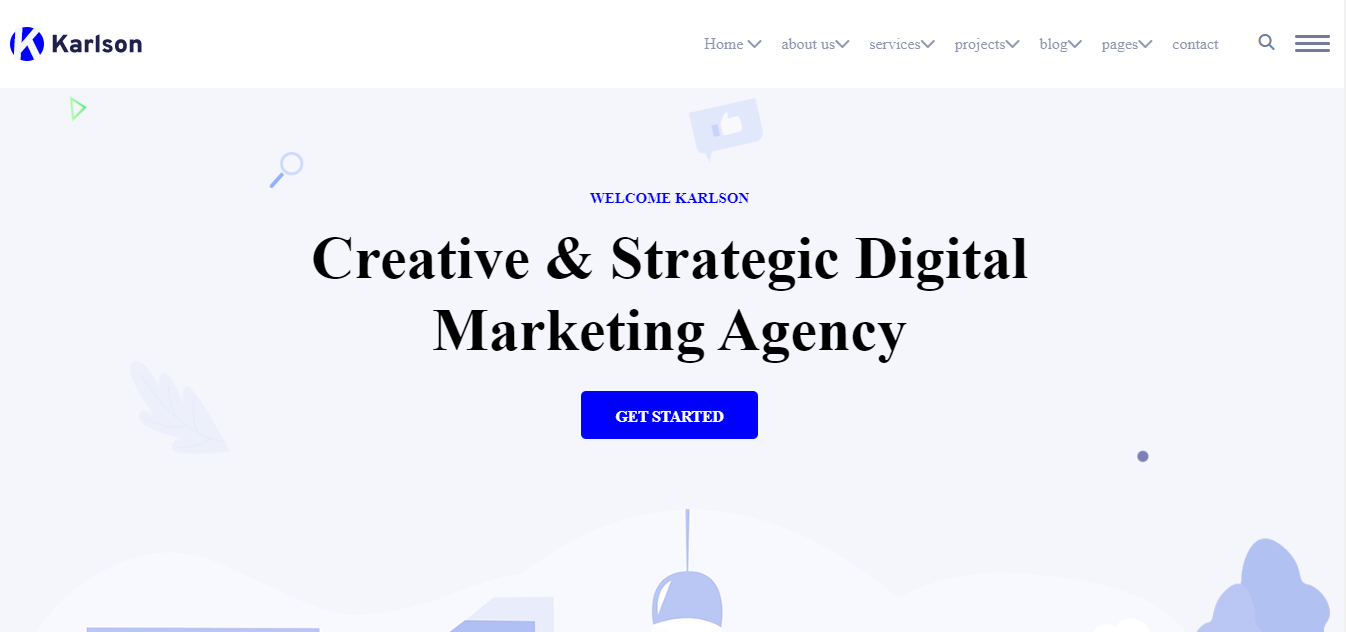 Karlson
Home about us services projects blog pages contact
WELCOME KARLSON
Creative & Strategic Digital
Marketing Agency
GET STARTED